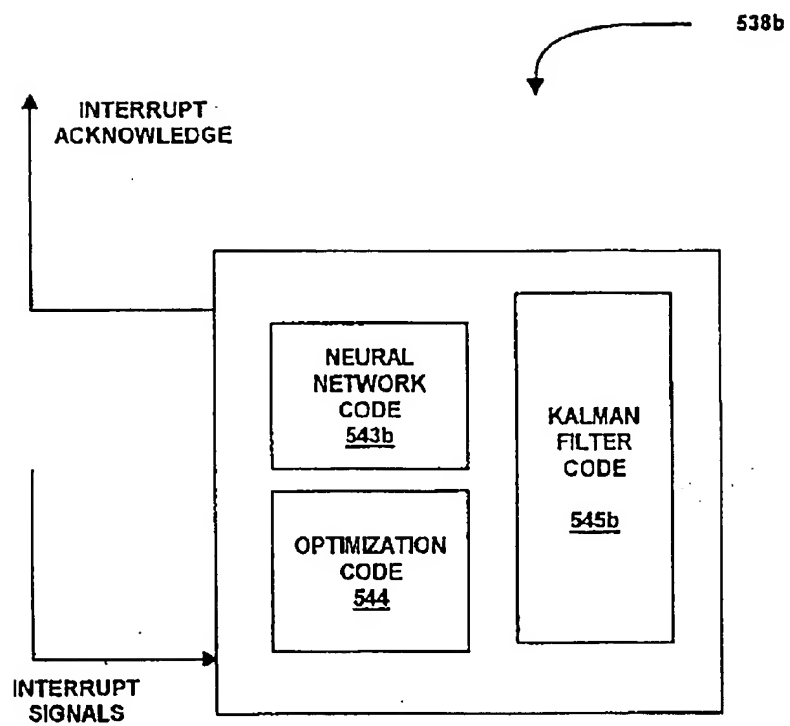 538b
INTERRUPT
ACKNOWLEDGE
NEURAL
NETWORK
CODE
543b
KALMAN
FILTER
CODE
545b
OPTIMIZATION
CODE
544
INTERRUPT
SIGNALS